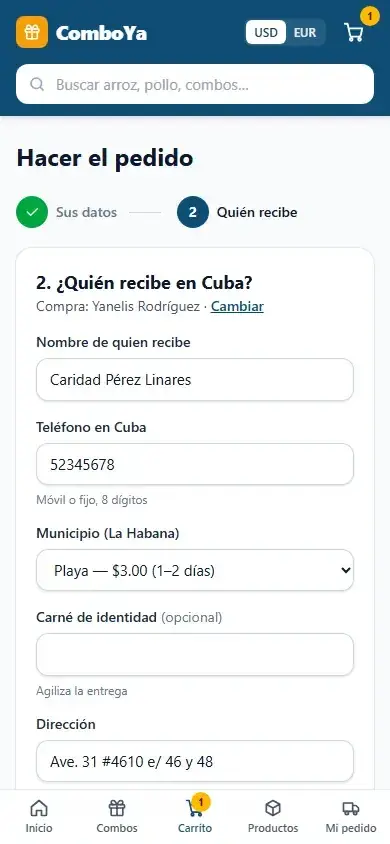 ComboYa
USD EUR
1
Buscar arroz, pollo, combos...
Hacer el pedido
Sus datos
2 Quién recibe
2. ¿Quién recibe en Cuba?
Compra: Yanelis Rodríguez · Cambiar
Nombre de quien recibe
Caridad Pérez Linares
Teléfono en Cuba
52345678
Móvil o fijo, 8 dígitos
Municipio (La Habana)
Playa — $3.00 (1–2 días)
Carné de identidad (opcional)
Agiliza la entrega
Dirección
Ave. 31 #4610 e/ 46 y 48
1
Inicio Combos Carrito Productos Mi pedido